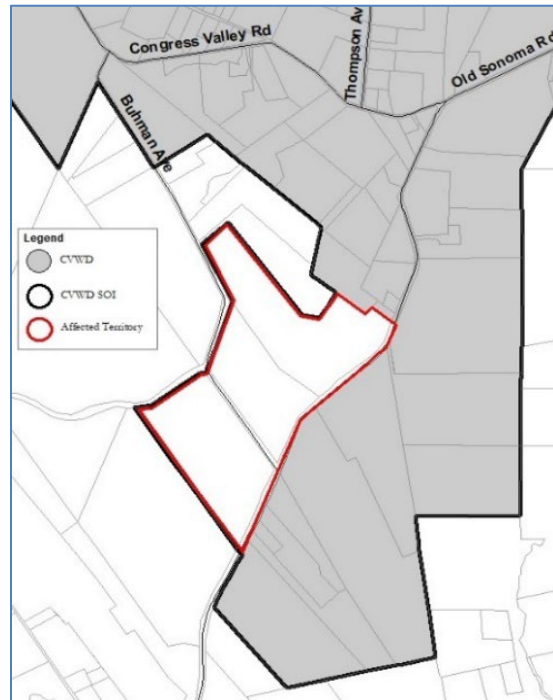 Congress Valley Rd
Thompson Av
Old Sonoma Rd
Buhman Ave
Legend
CVWD
CVWD SOI
Affected Territory